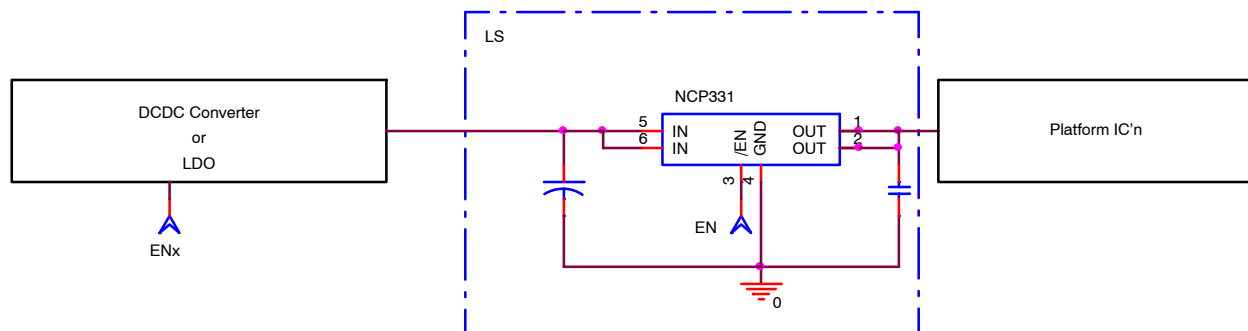 LS
DCDC Converter
or
LDO
ENx
NCP331
5
6
IN
IN
/EN
GND
OUT
OUT
1
2
3
4
EN
0
Platform IC'n